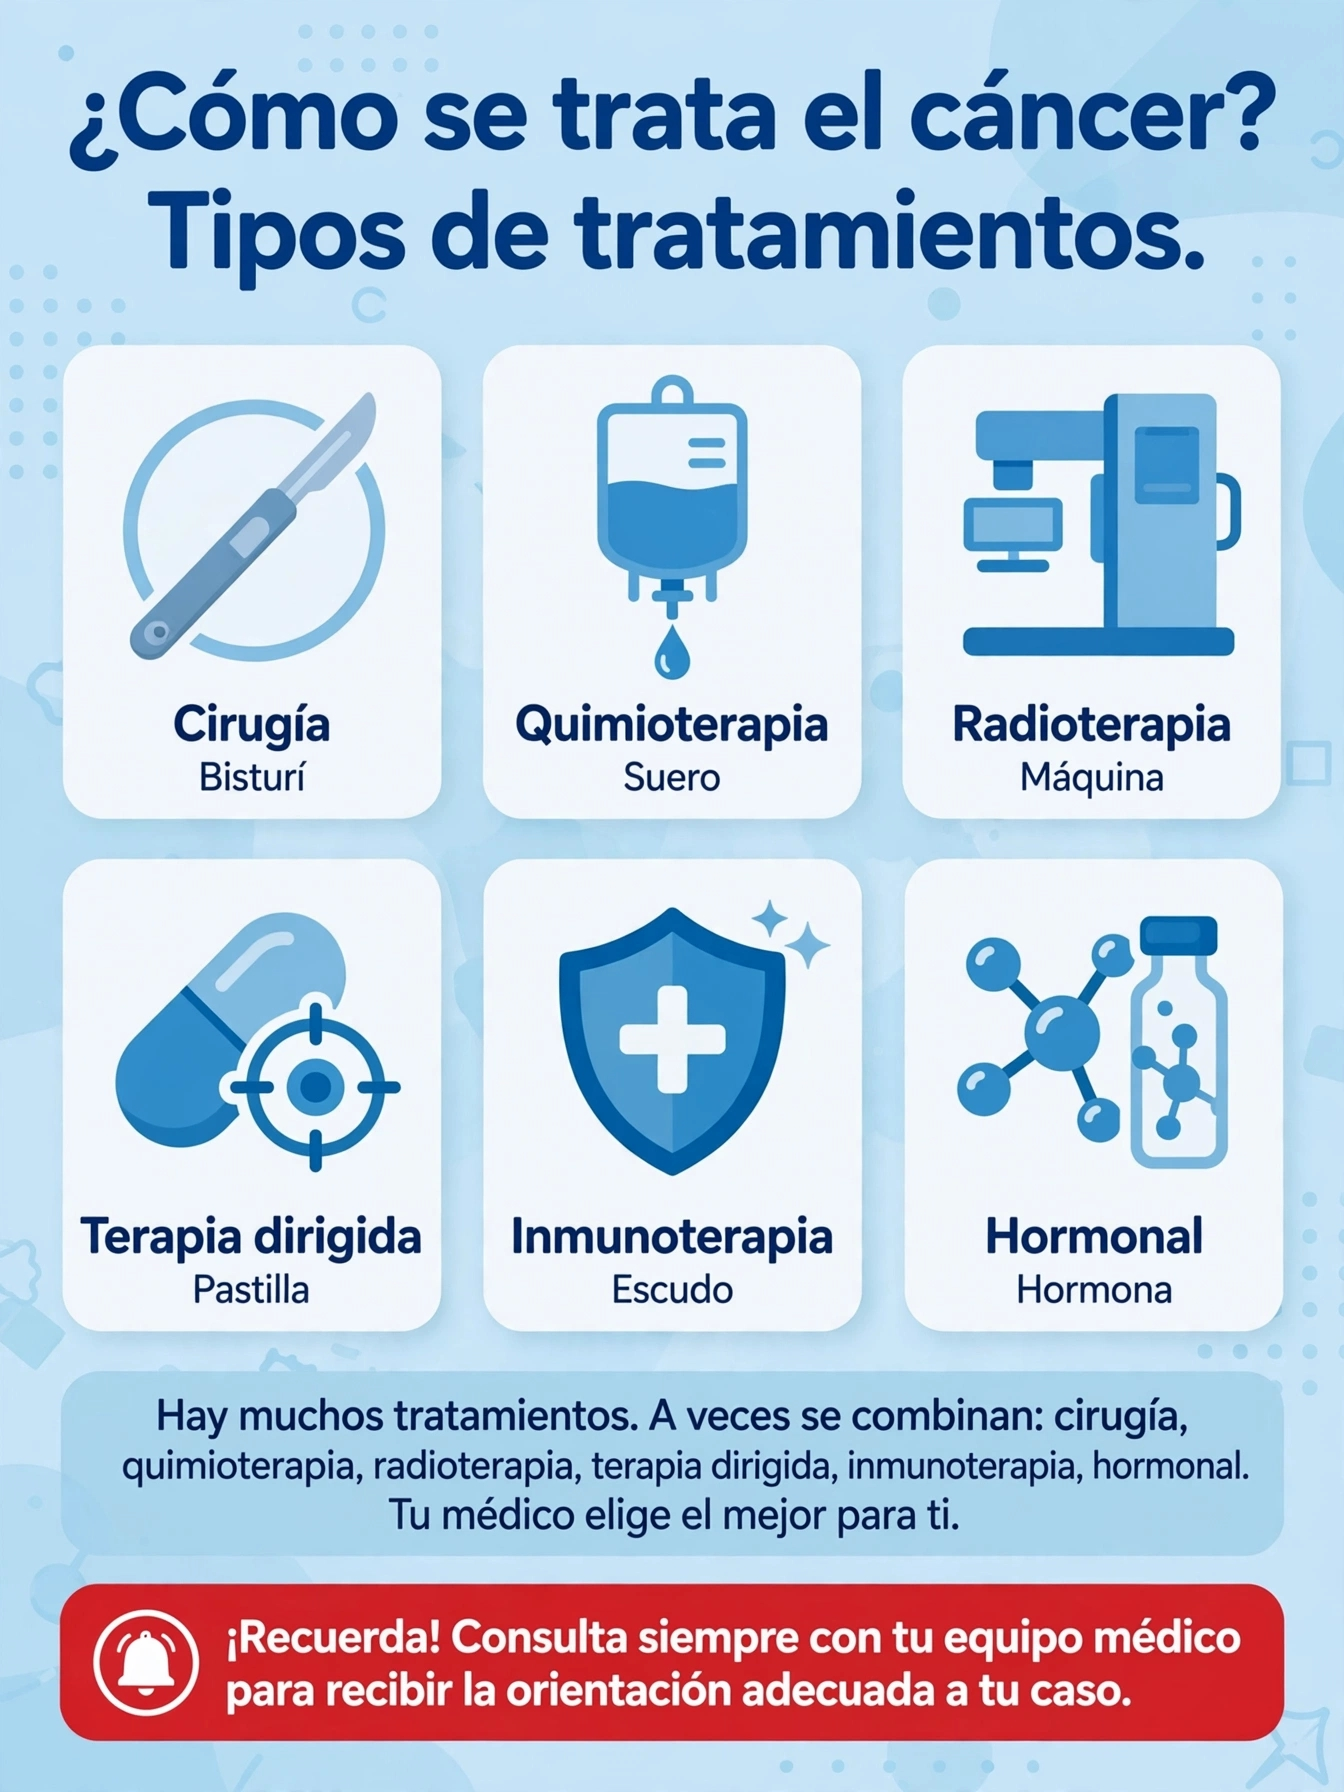 ¿Cómo se trata el cáncer?
Tipos de tratamientos.
Cirugía
Bisturí
Quimioterapia
Suero
Radioterapia
Máquina
Terapia dirigida
Pastilla
Inmunoterapia
Escudo
Hormonal
Hormona
Hay muchos tratamientos. A veces se combinan: cirugía,
quimioterapia, radioterapia, terapia dirigida, inmunoterapia, hormonal.
Tu médico elige el mejor para ti.
¡Recuerda! Consulta siempre con tu equipo médico
para recibir la orientación adecuada a tu caso.